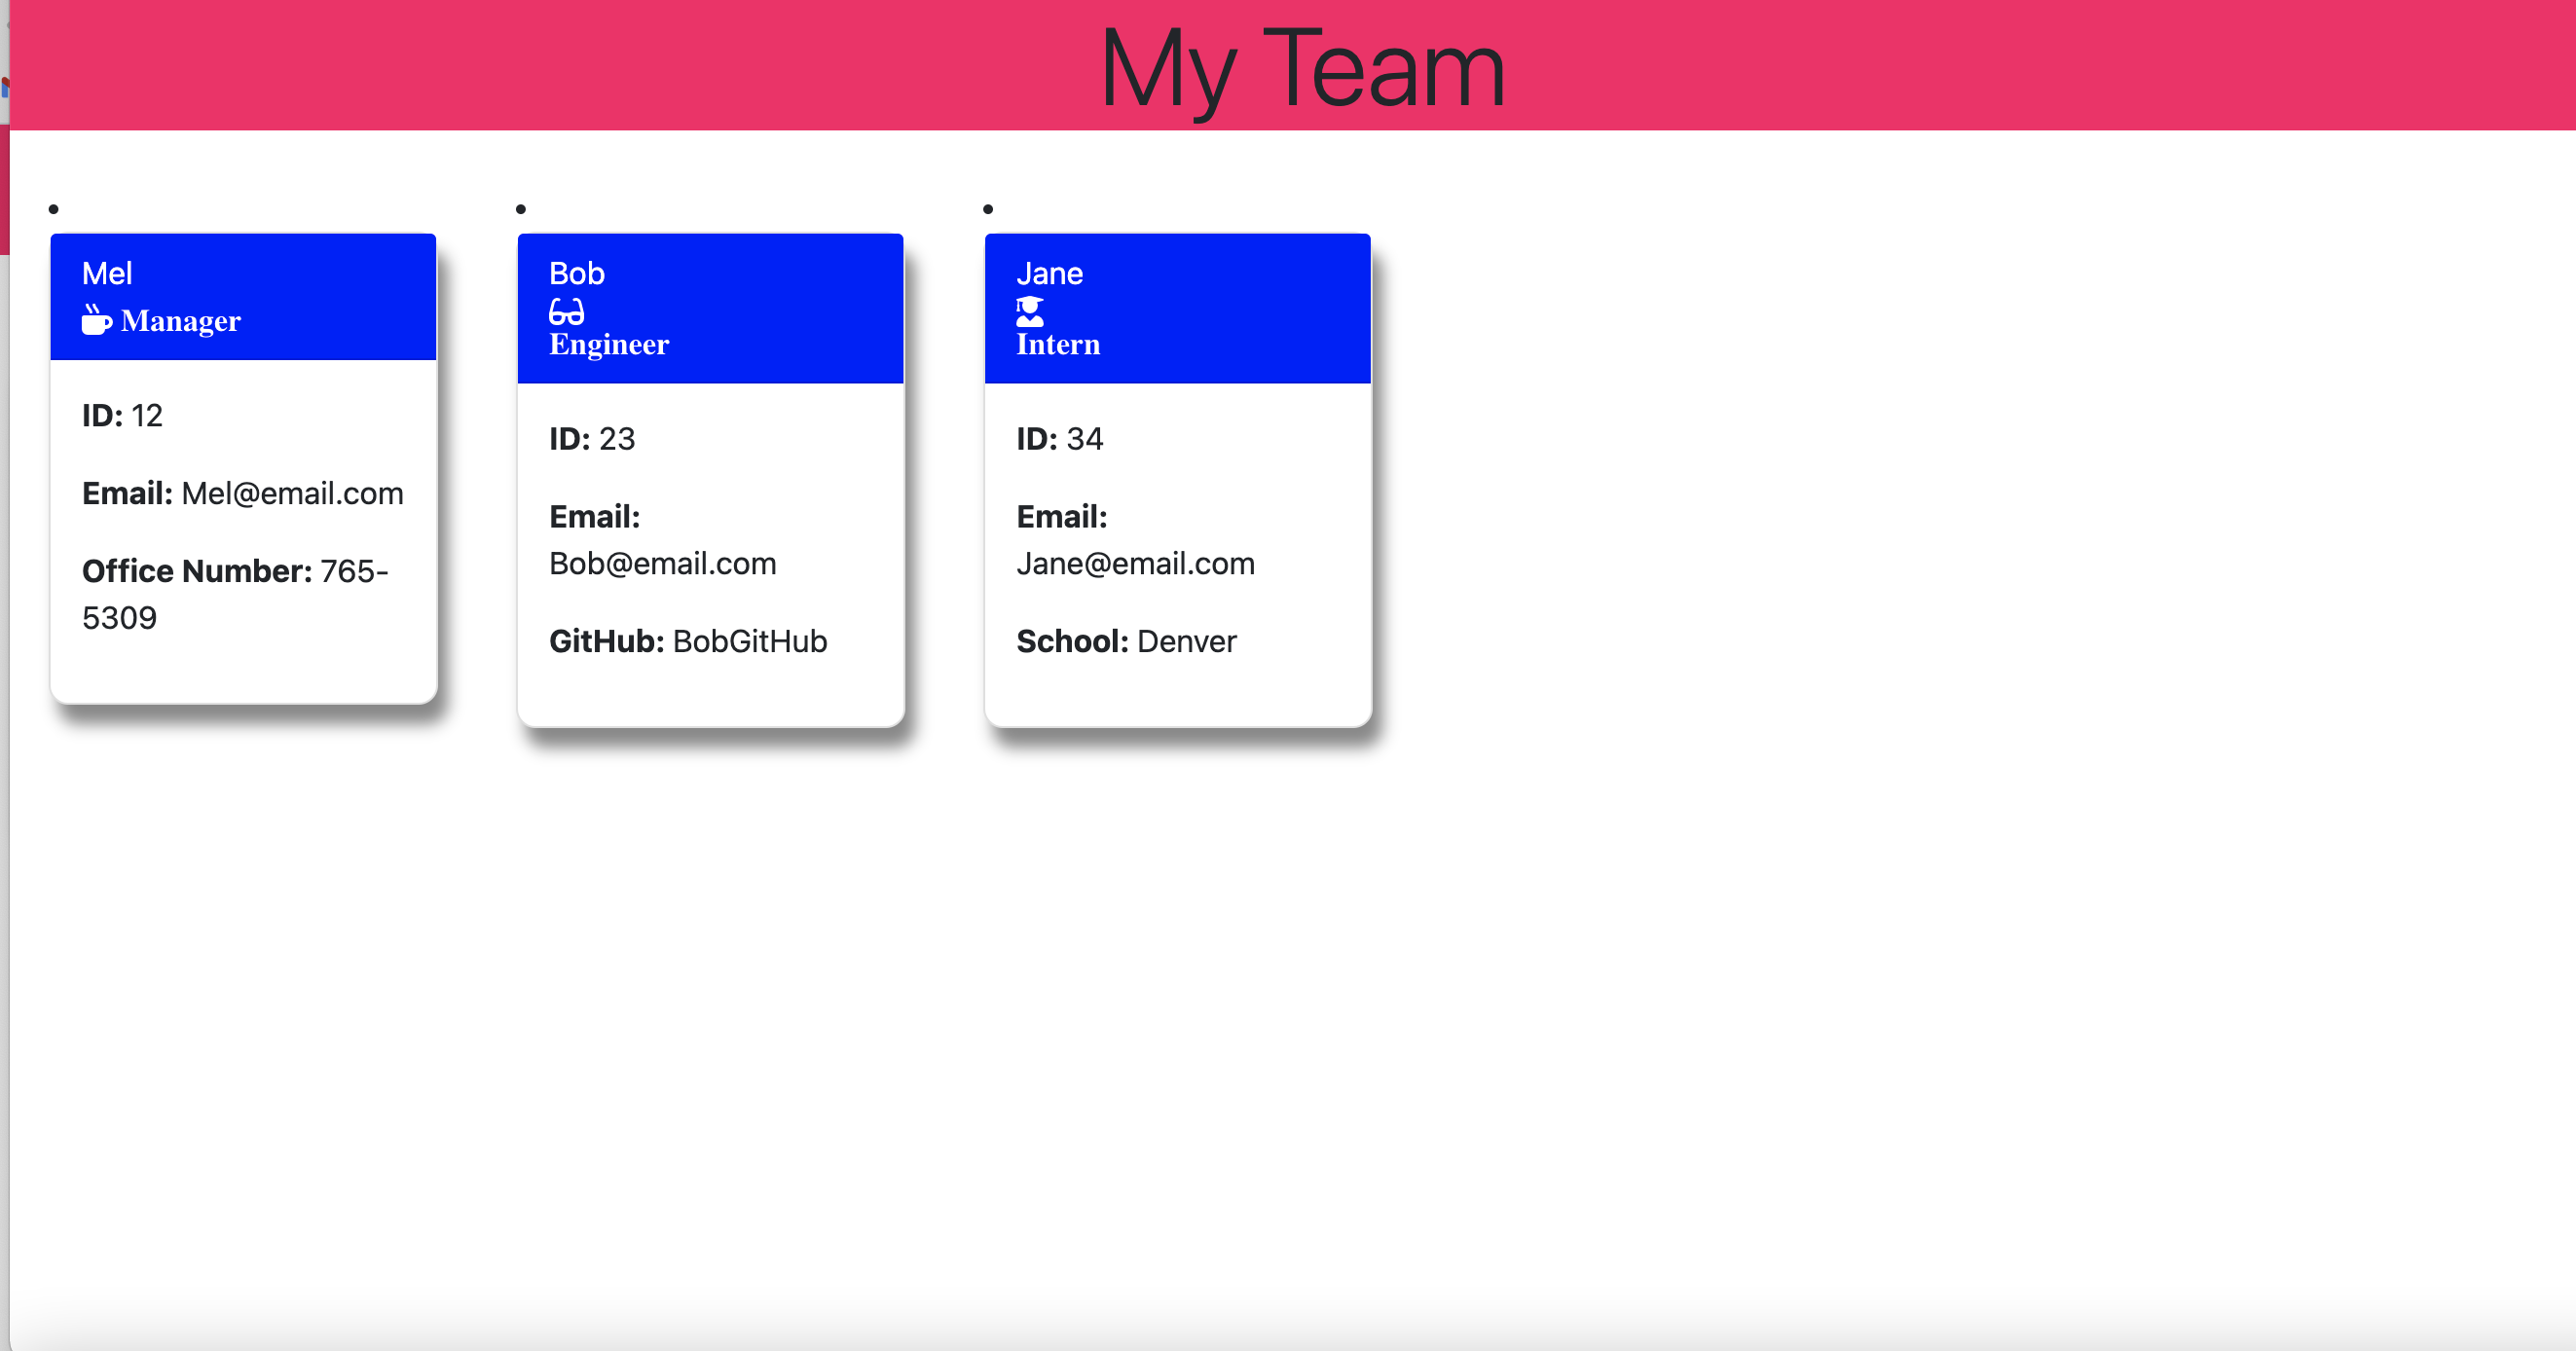 My Team
Mel
Manager
ID: 12
Email: Mel@email.com
Office Number: 765-
5309
Bob
Engineer
ID: 23
Email:
Bob@email.com
GitHub: BobGitHub
Jane
Intern
ID: 34
Email:
Jane@email.com
School: Denver